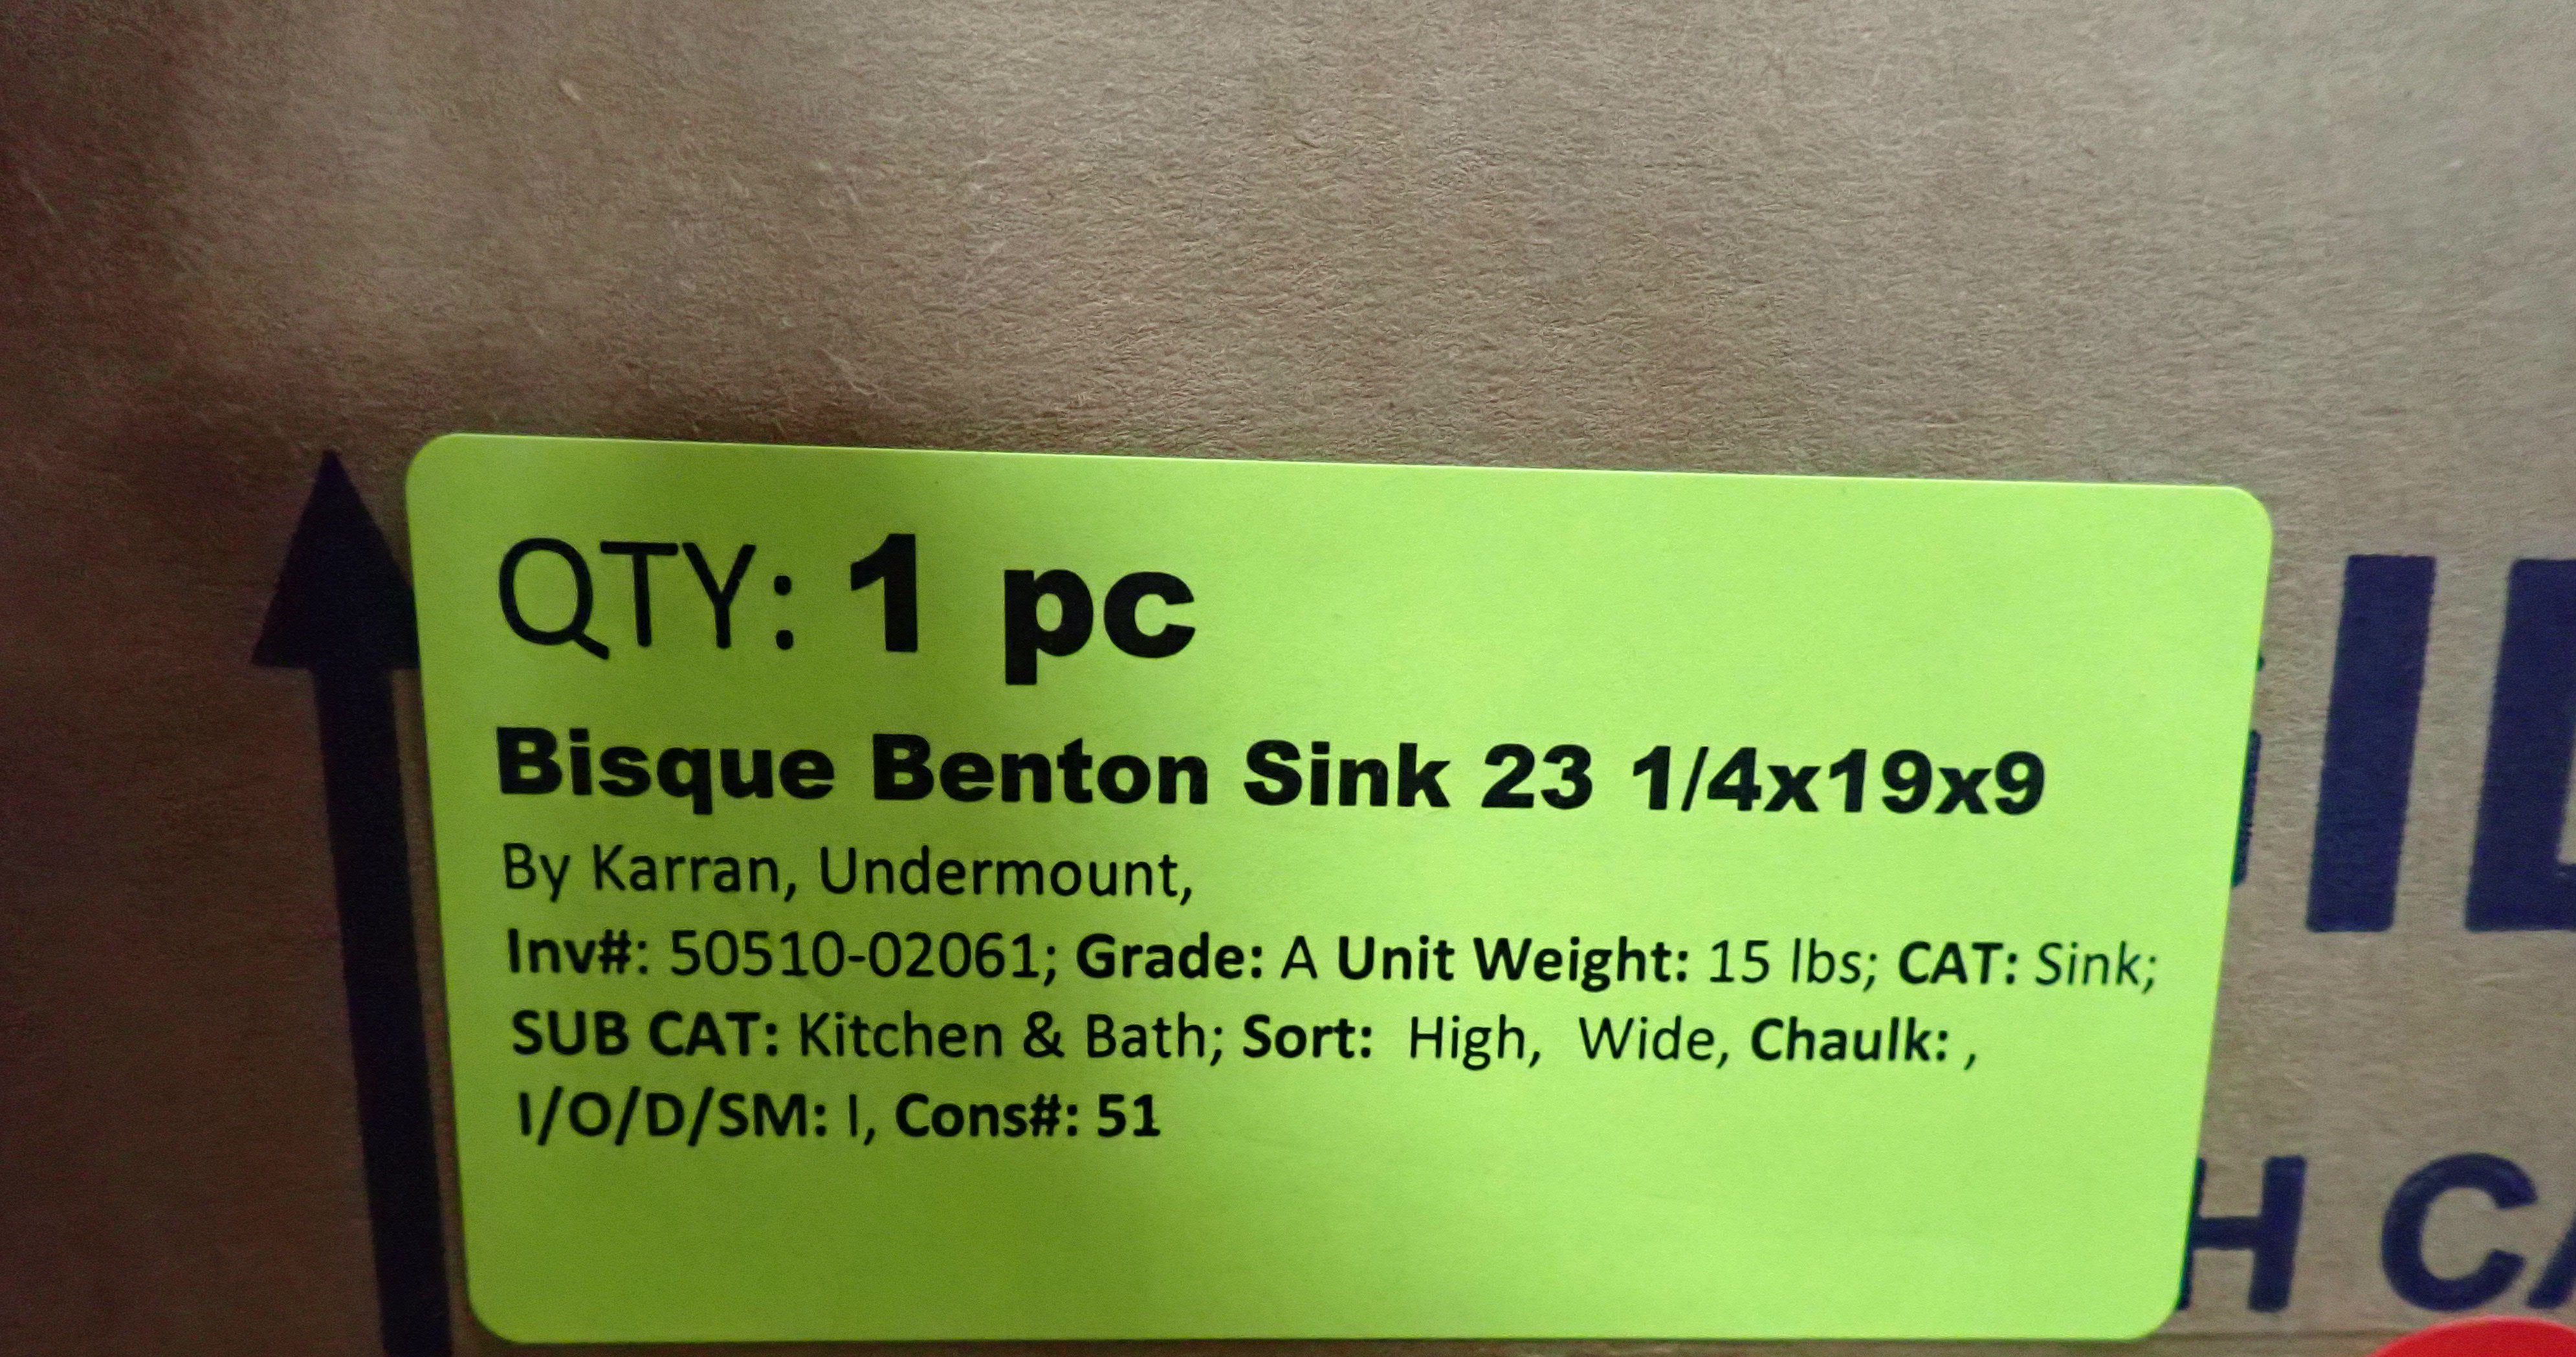 QTY: 1 pc
Bisque Benton Sink 23 1/4x19x9
By Karran, Undermount,
Inv#: 50510-02061; Grade: A Unit Weight: 15 lbs; CAT: Sink;
SUB CAT: Kitchen & Bath; Sort: High, Wide, Chaulk: ,
I/O/D/SM: I, Cons#: 51